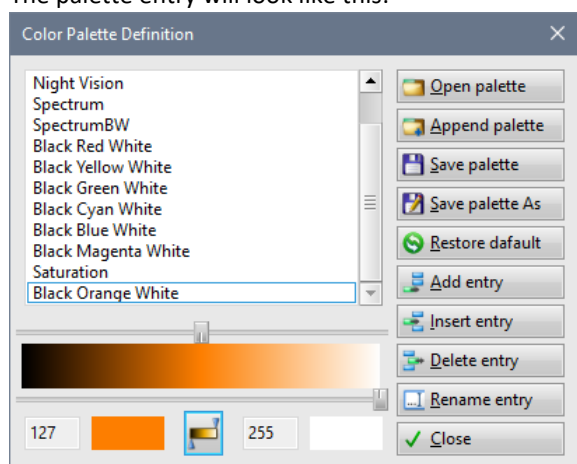 The palette entry will look like this:
Color Palette Definition
Night Vision
Spectrum
SpectrumBW
Black Red White
Black Yellow White
Black Green White
Black Cyan White
Black Blue White
Black Magenta White
Saturation
Black Orange White
Open palette
Append palette
Save palette
Save palette As
Restore dafault
Add entry
Insert entry
Delete entry
Rename entry
Close
127
255